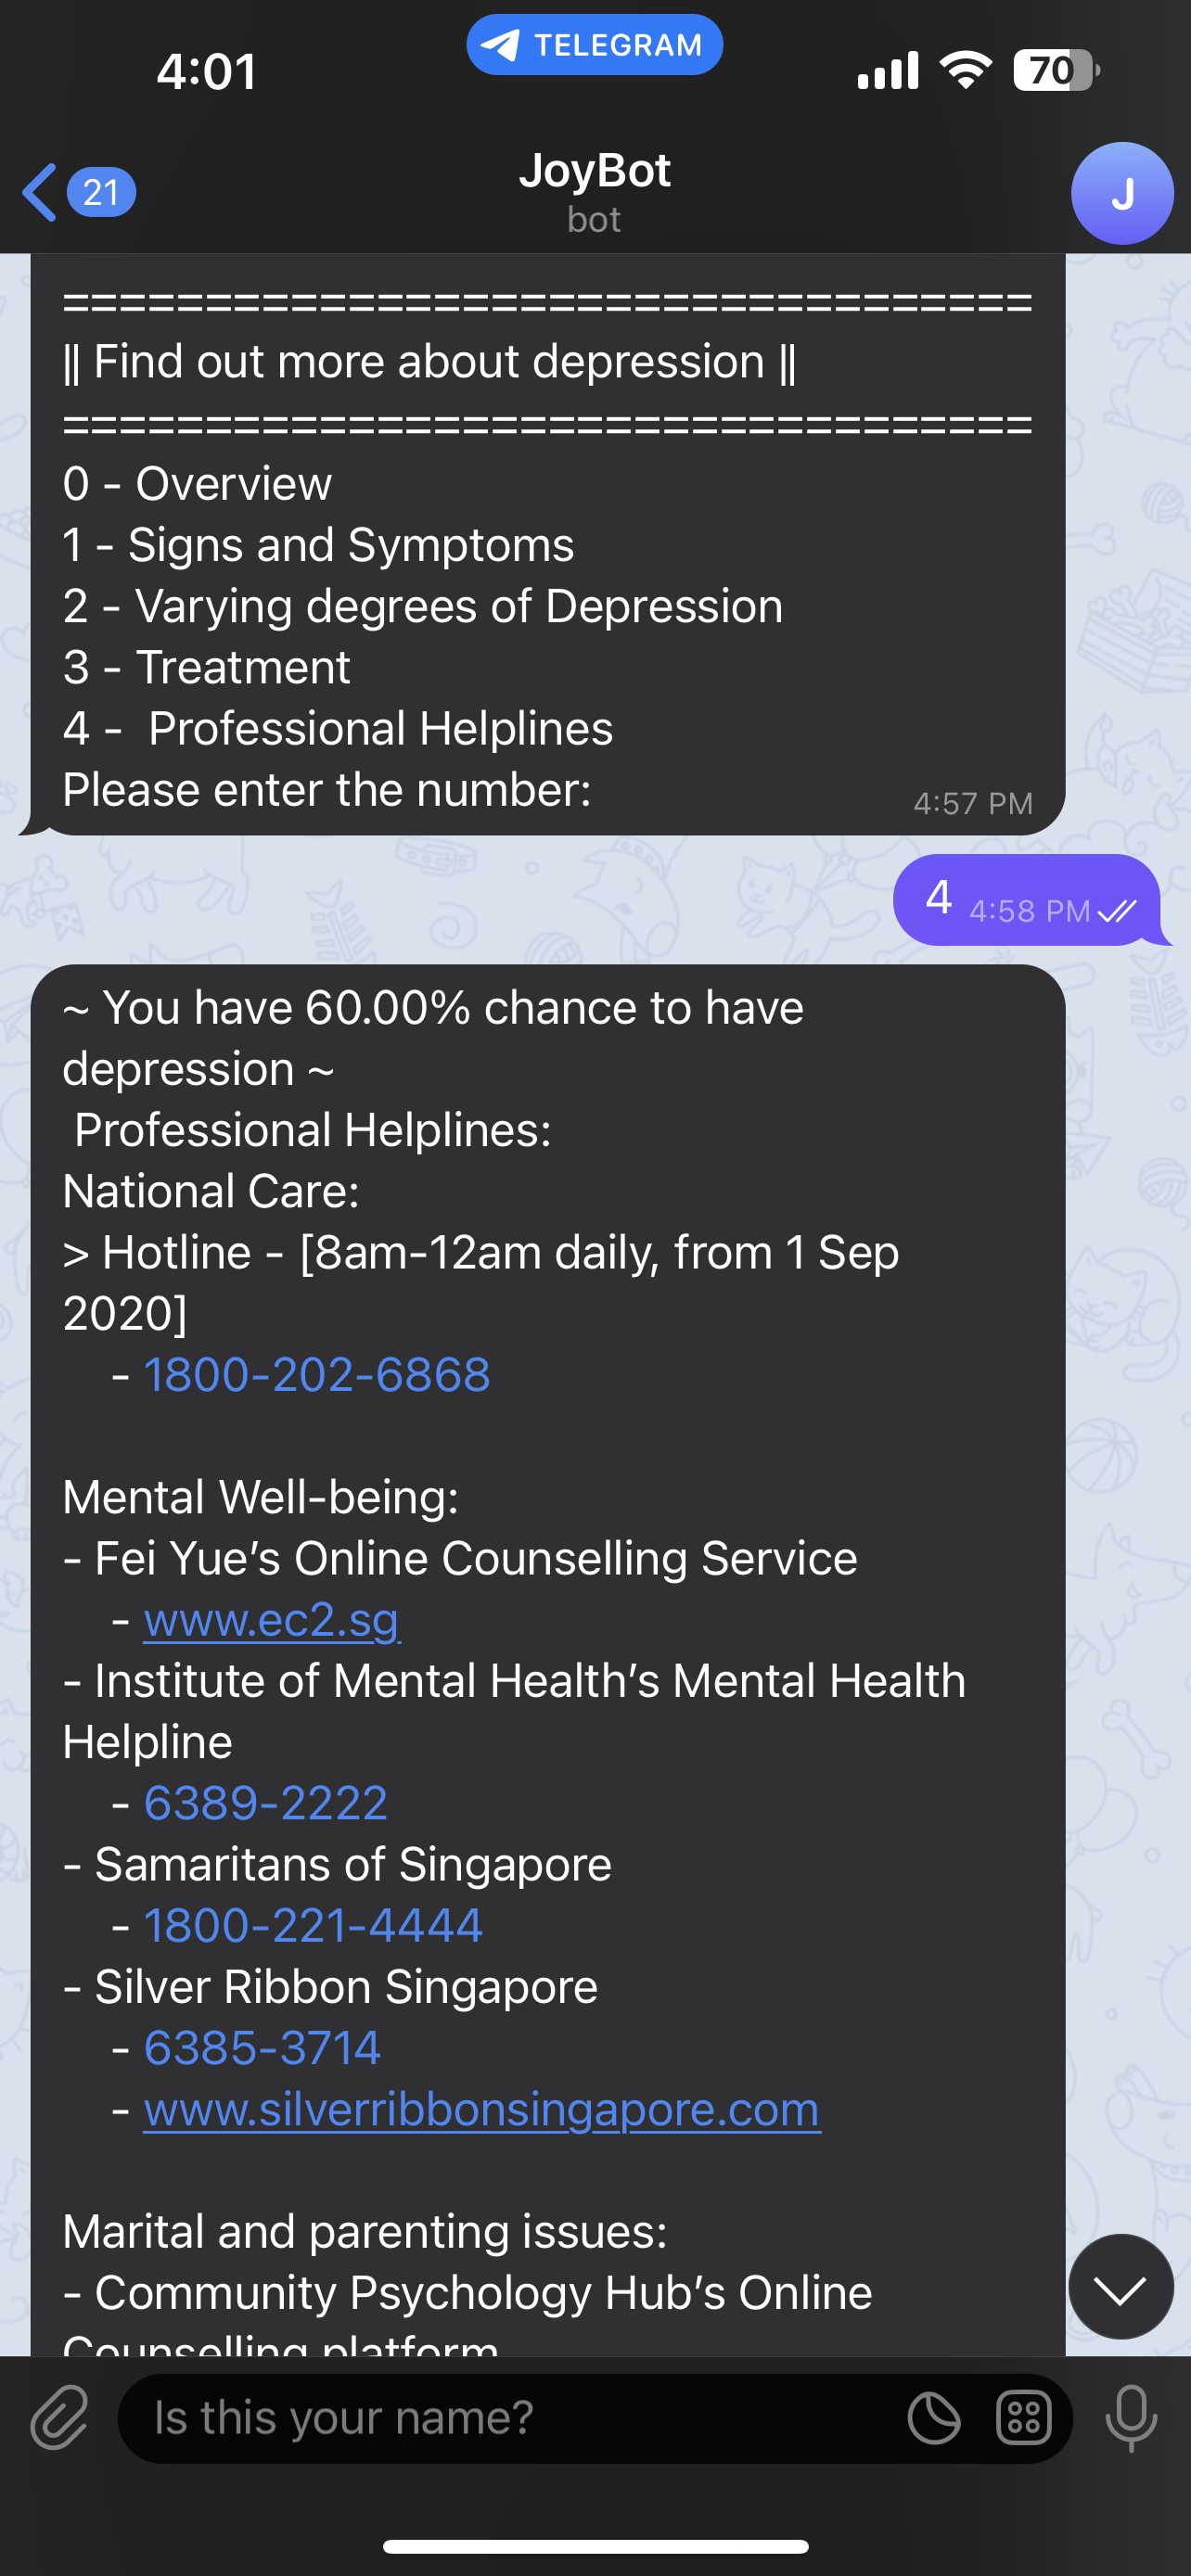 4:01
TELEGRAM
70
21
JoyBot
bot
J
==================================
|| Find out more about depression ||
==================================
0 - Overview
1 - Signs and Symptoms
2 - Varying degrees of Depression
3 - Treatment
4 -  Professional Helplines
Please enter the number:
4:57 PM
4
4:58 PM
~ You have 60.00% chance to have
depression ~
Professional Helplines:
National Care:
> Hotline - [8am-12am daily, from 1 Sep
2020]
- 1800-202-6868
Mental Well-being:
- Fei Yue’s Online Counselling Service
- www.ec2.sg
- Institute of Mental Health’s Mental Health
Helpline
- 6389-2222
- Samaritans of Singapore
- 1800-221-4444
- Silver Ribbon Singapore
- 6385-3714
- www.silverribbonsingapore.com
Marital and parenting issues:
- Community Psychology Hub’s Online
Counselling platform
Is this your name?